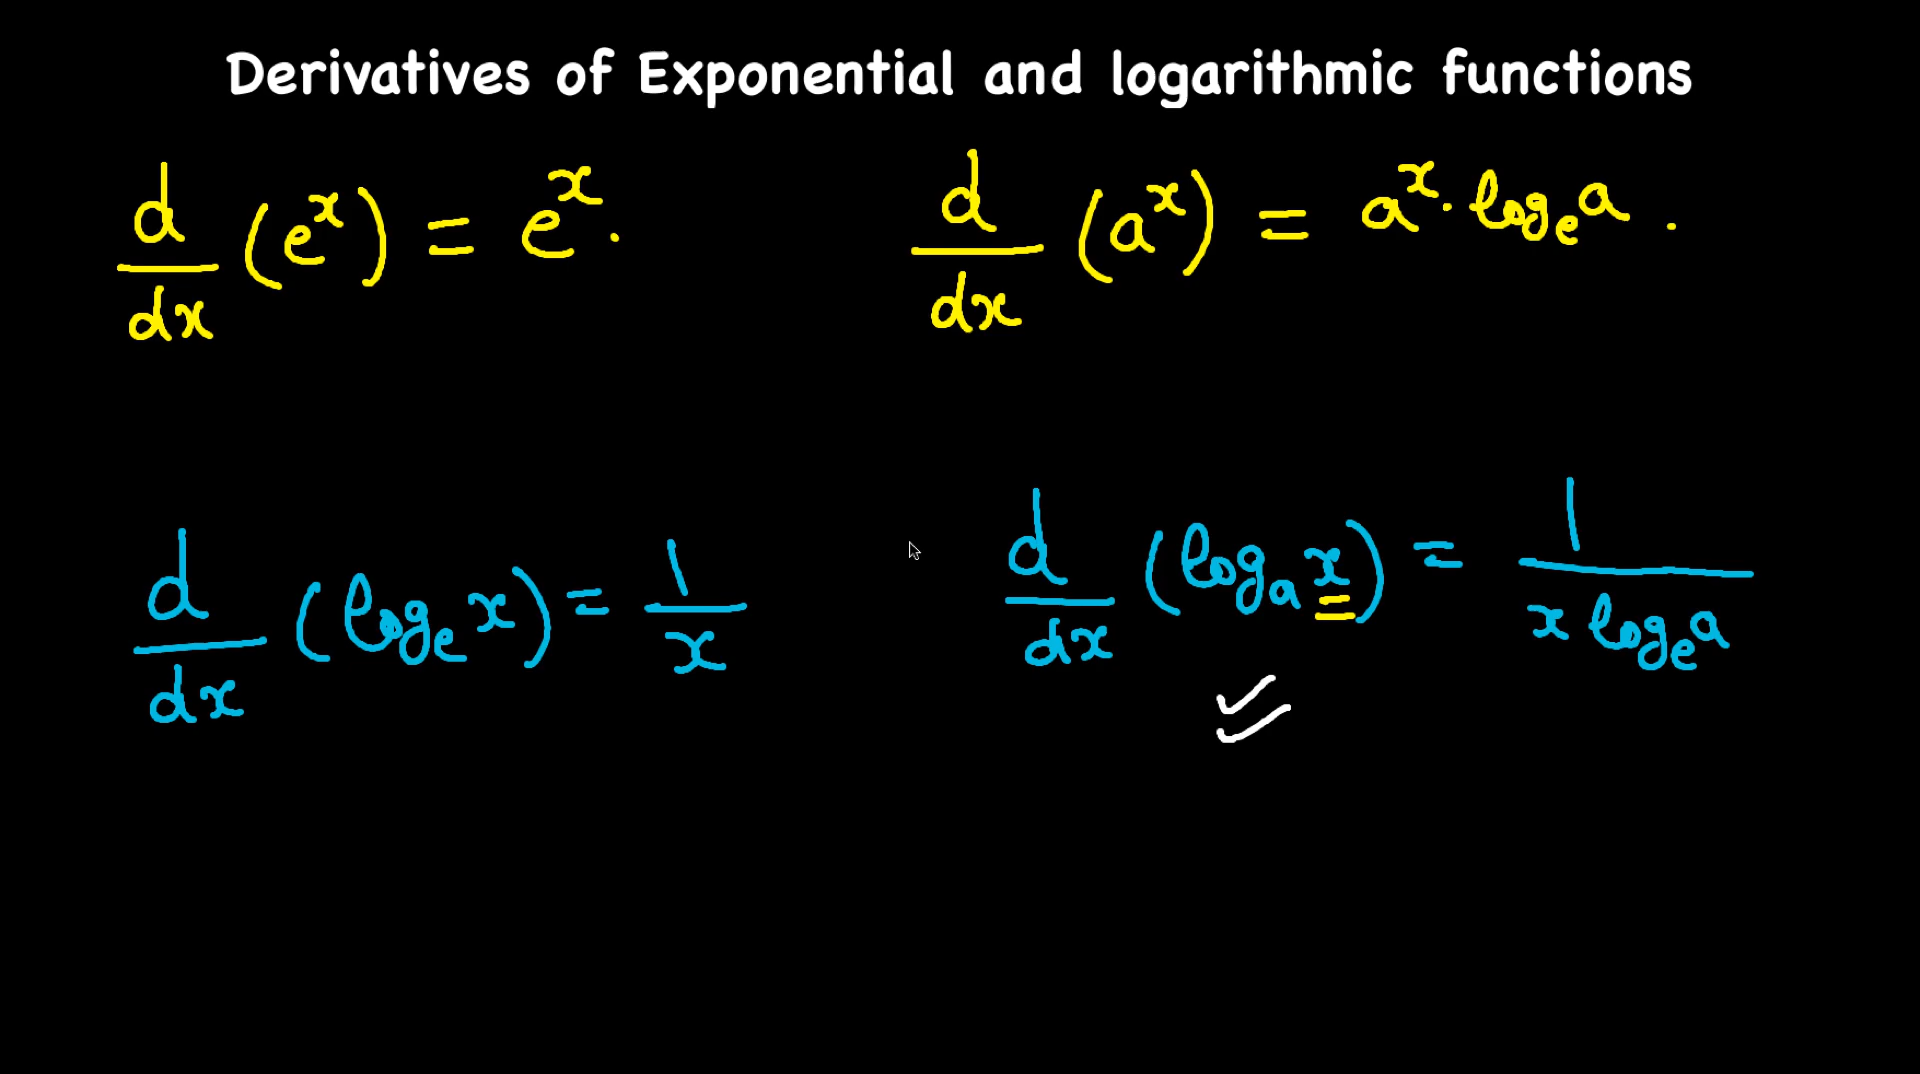 Derivatives of Exponential and logarithmic functions
d/dx (e^x) = e^x.
d/dx (a^x) = a^x · log_e a .
d/dx (log_e x) = 1/x
d/dx (log_a x) = 1/(x log_e a)